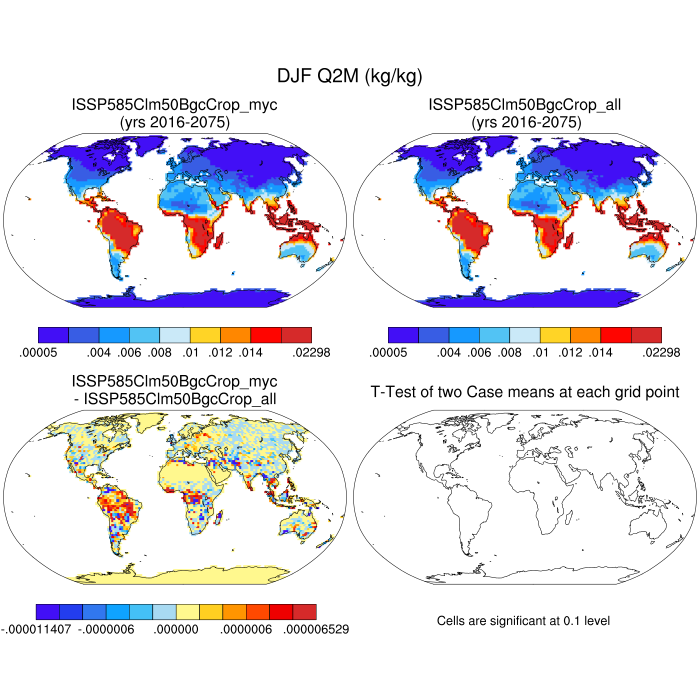 DJF Q2M (kg/kg)
ISSP585Clm50BgcCrop_myc
(yrs 2016-2075)
ISSP585Clm50BgcCrop_all
(yrs 2016-2075)
.00005 .004 .006 .008 .01 .012 .014 .02298
.00005 .004 .006 .008 .01 .012 .014 .02298
ISSP585Clm50BgcCrop_myc
- ISSP585Clm50BgcCrop_all
T-Test of two Case means at each grid point
-.000011407 -.0000006 .000000 .0000006 .000006529
Cells are significant at 0.1 level